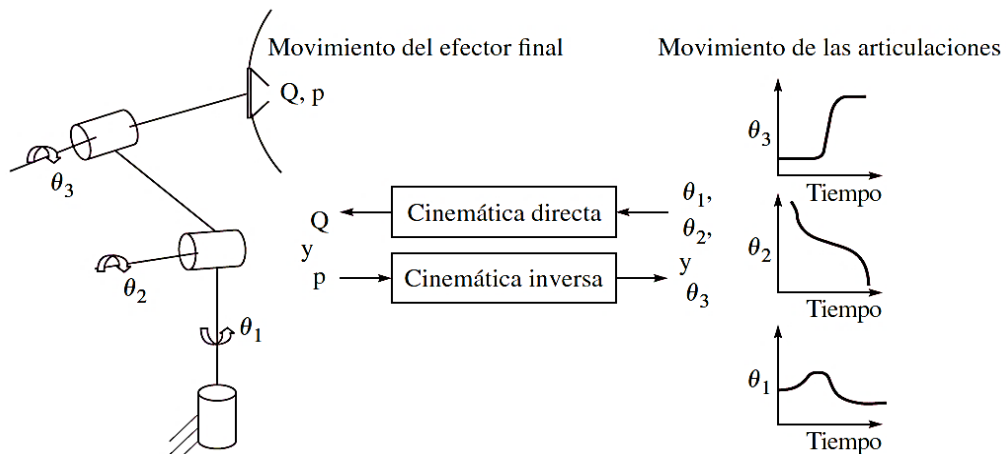 Movimiento del efector final
Movimiento de las articulaciones
Q, p
θ3
θ3
Tiempo
Q
y
p
Cinemática directa
Cinemática inversa
θ1,
θ2,
y
θ3
θ2
Tiempo
θ2
θ1
θ1
Tiempo